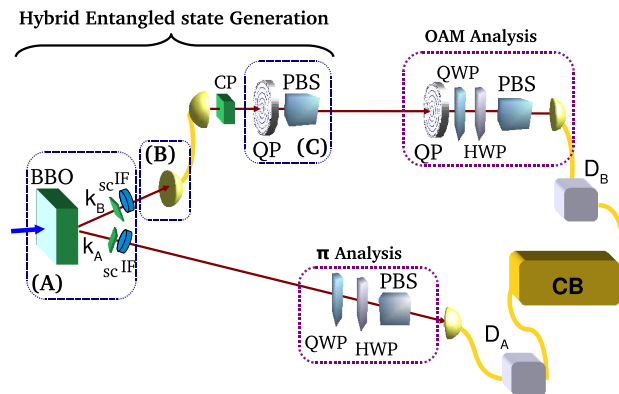 Hybrid Entangled state Generation
OAM Analysis
CP
PBS
QWP
PBS
QP
(C)
QP
HWP
(B)
BBO
sc IF
k_B
D_B
k_A
sc IF
(A)
π Analysis
PBS
CB
QWP
HWP
D_A